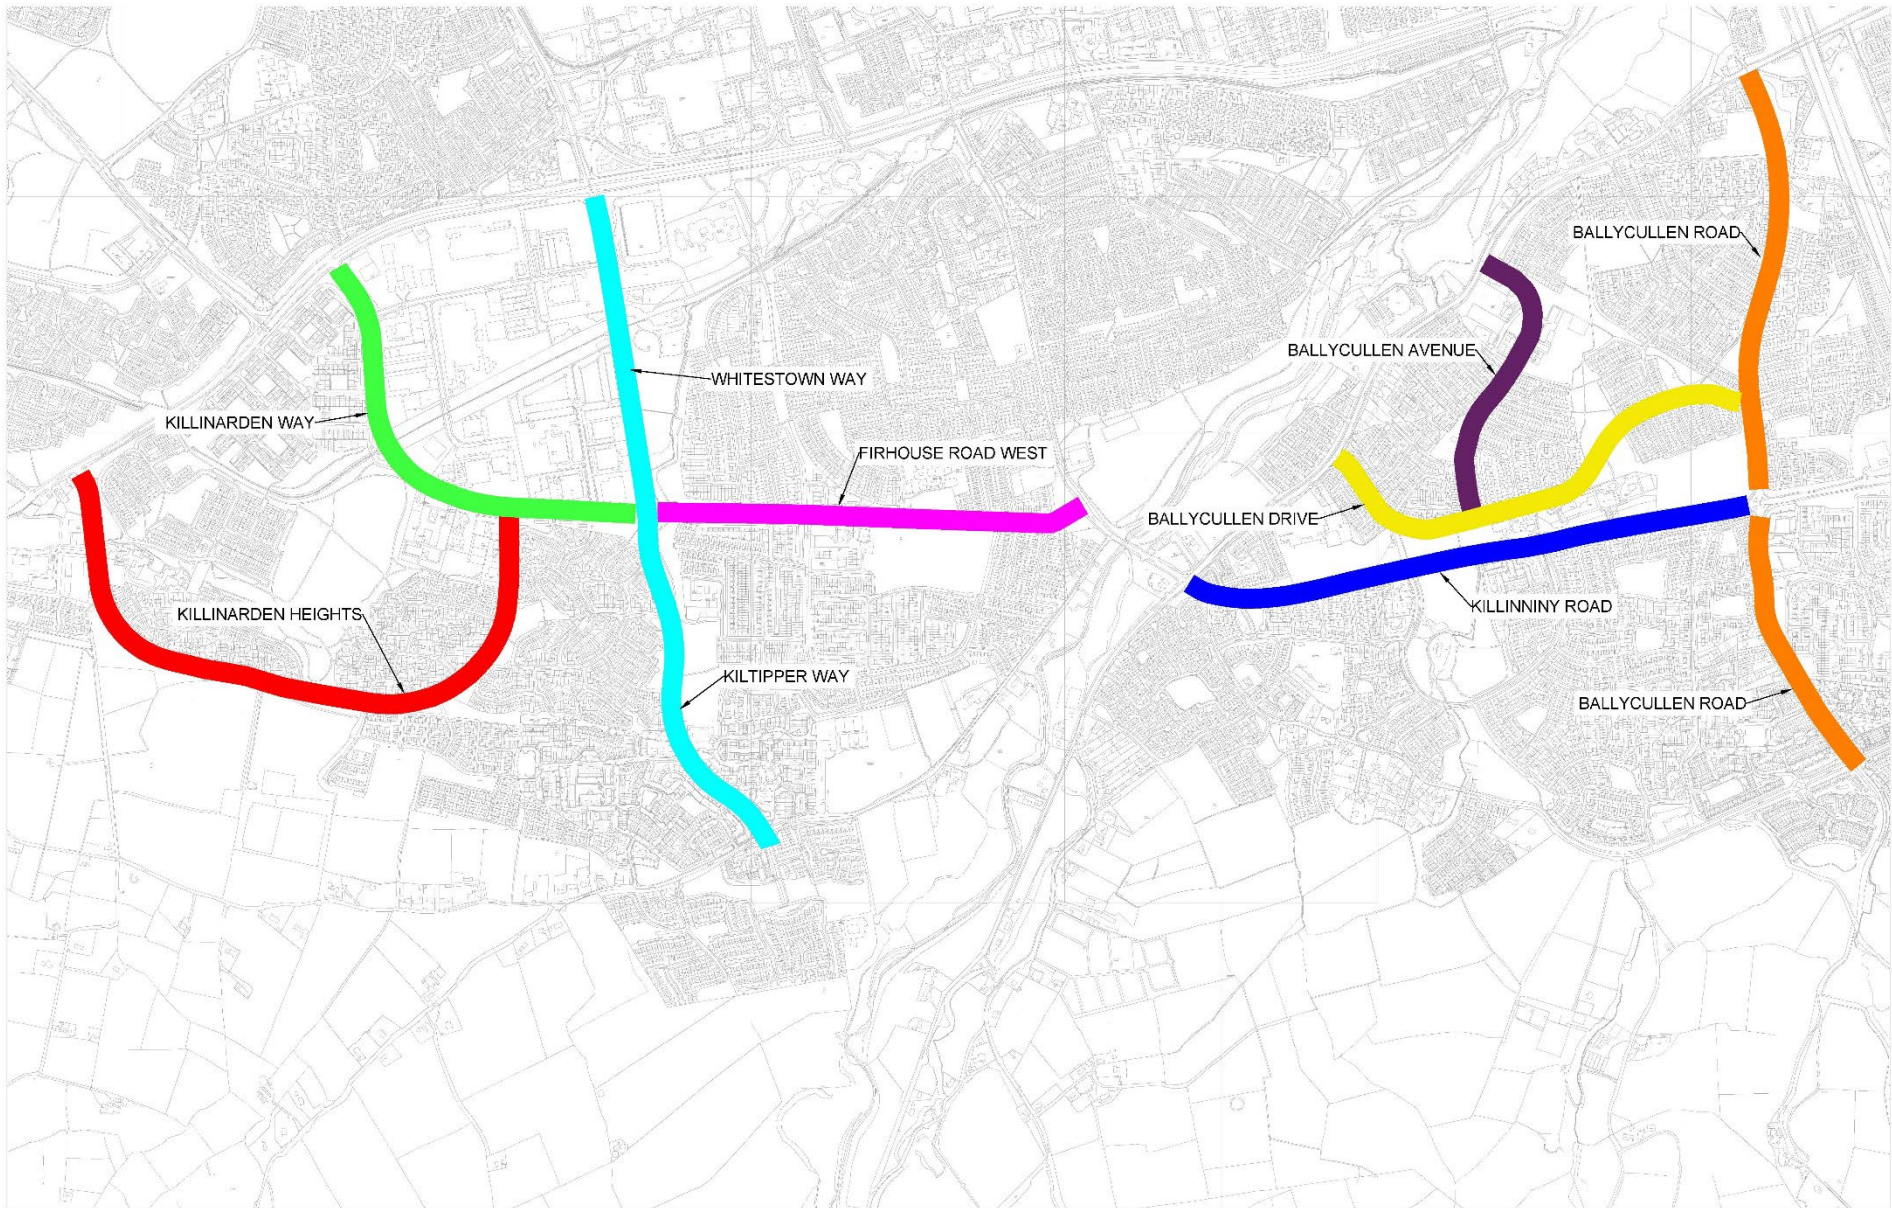 BALLYCULLEN ROAD
BALLYCULLEN AVENUE
WHITESTOWN WAY
KILLINARDEN WAY
FIRHOUSE ROAD WEST
BALLYCULLEN DRIVE
KILLINNINY ROAD
KILLINARDEN HEIGHTS
KILTIPPER WAY
BALLYCULLEN ROAD